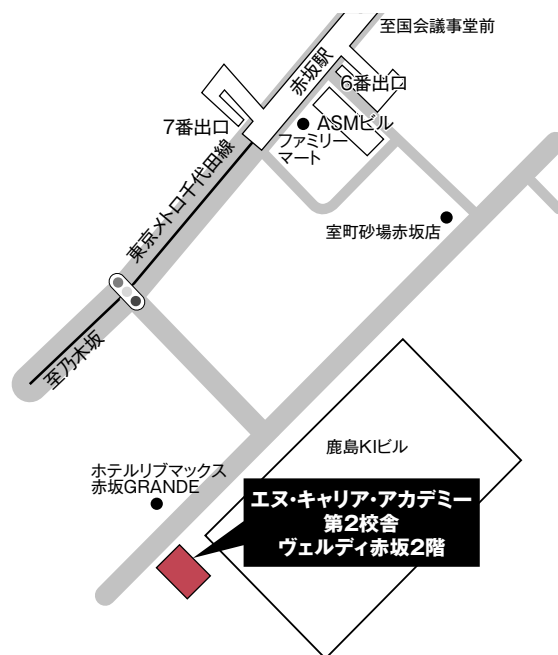 至国会議事堂前
赤坂駅
6番出口
7番出口
ASMビル
ファミリー
マート
東京メトロ千代田線
室町砂場赤坂店
至乃木坂
鹿島KIビル
ホテルリブマックス
赤坂GRANDE
エヌ・キャリア・アカデミー
第2校舎
ヴェルディ赤坂2階